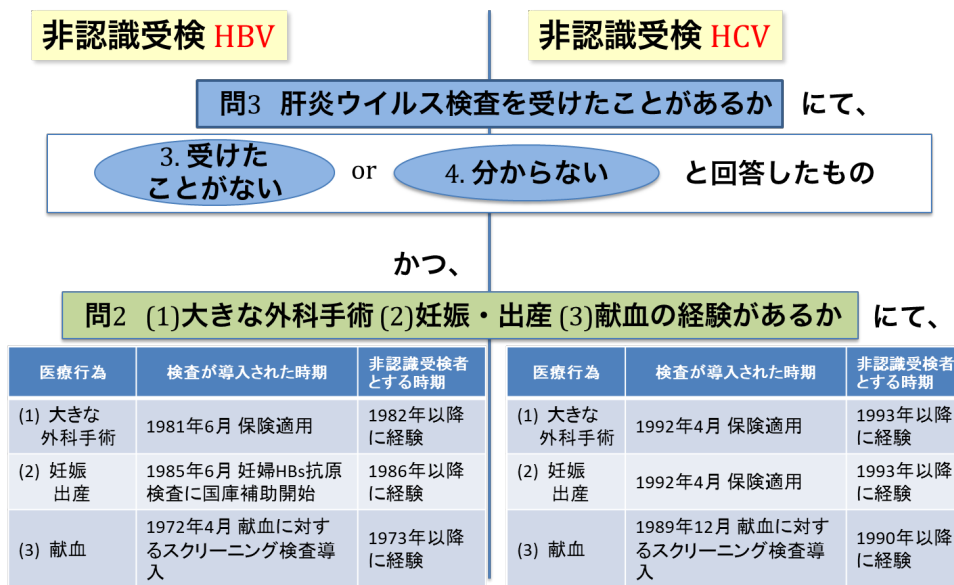 非認識受検 HBV
非認識受検 HCV
問3 肝炎ウイルス検査を受けたことがあるか にて、
3. 受けた
ことがない
or
4. 分からない
と回答したもの
かつ、
問2 (1)大きな外科手術 (2)妊娠・出産 (3)献血の経験があるか にて、
医療行為
検査が導入された時期
非認識受検者
とする時期
(1) 大きな
外科手術
1981年6月 保険適用
1982年以降
に経験
(2) 妊娠
出産
1985年6月 妊婦HBs抗原
検査に国庫補助開始
1986年以降
に経験
(3) 献血
1972年4月 献血に対
するスクリーニング検査導
入
1973年以降
に経験
医療行為
検査が導入された時期
非認識受検者
とする時期
(1) 大きな
外科手術
1992年4月 保険適用
1993年以降
に経験
(2) 妊娠
出産
1992年4月 保険適用
1993年以降
に経験
(3) 献血
1989年12月 献血に対
するスクリーニング検査導
入
1990年以降
に経験